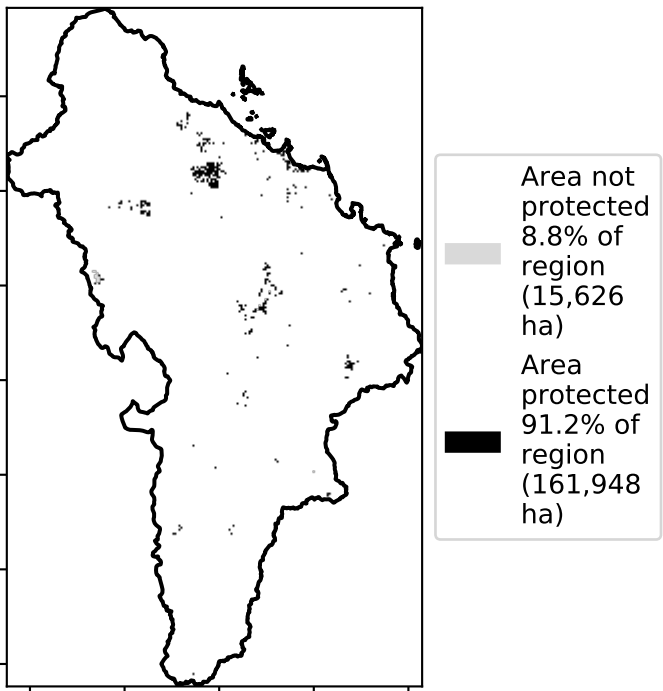 Area not
protected
8.8% of
region
(15,626
ha)
Area
protected
91.2% of
region
(161,948
ha)